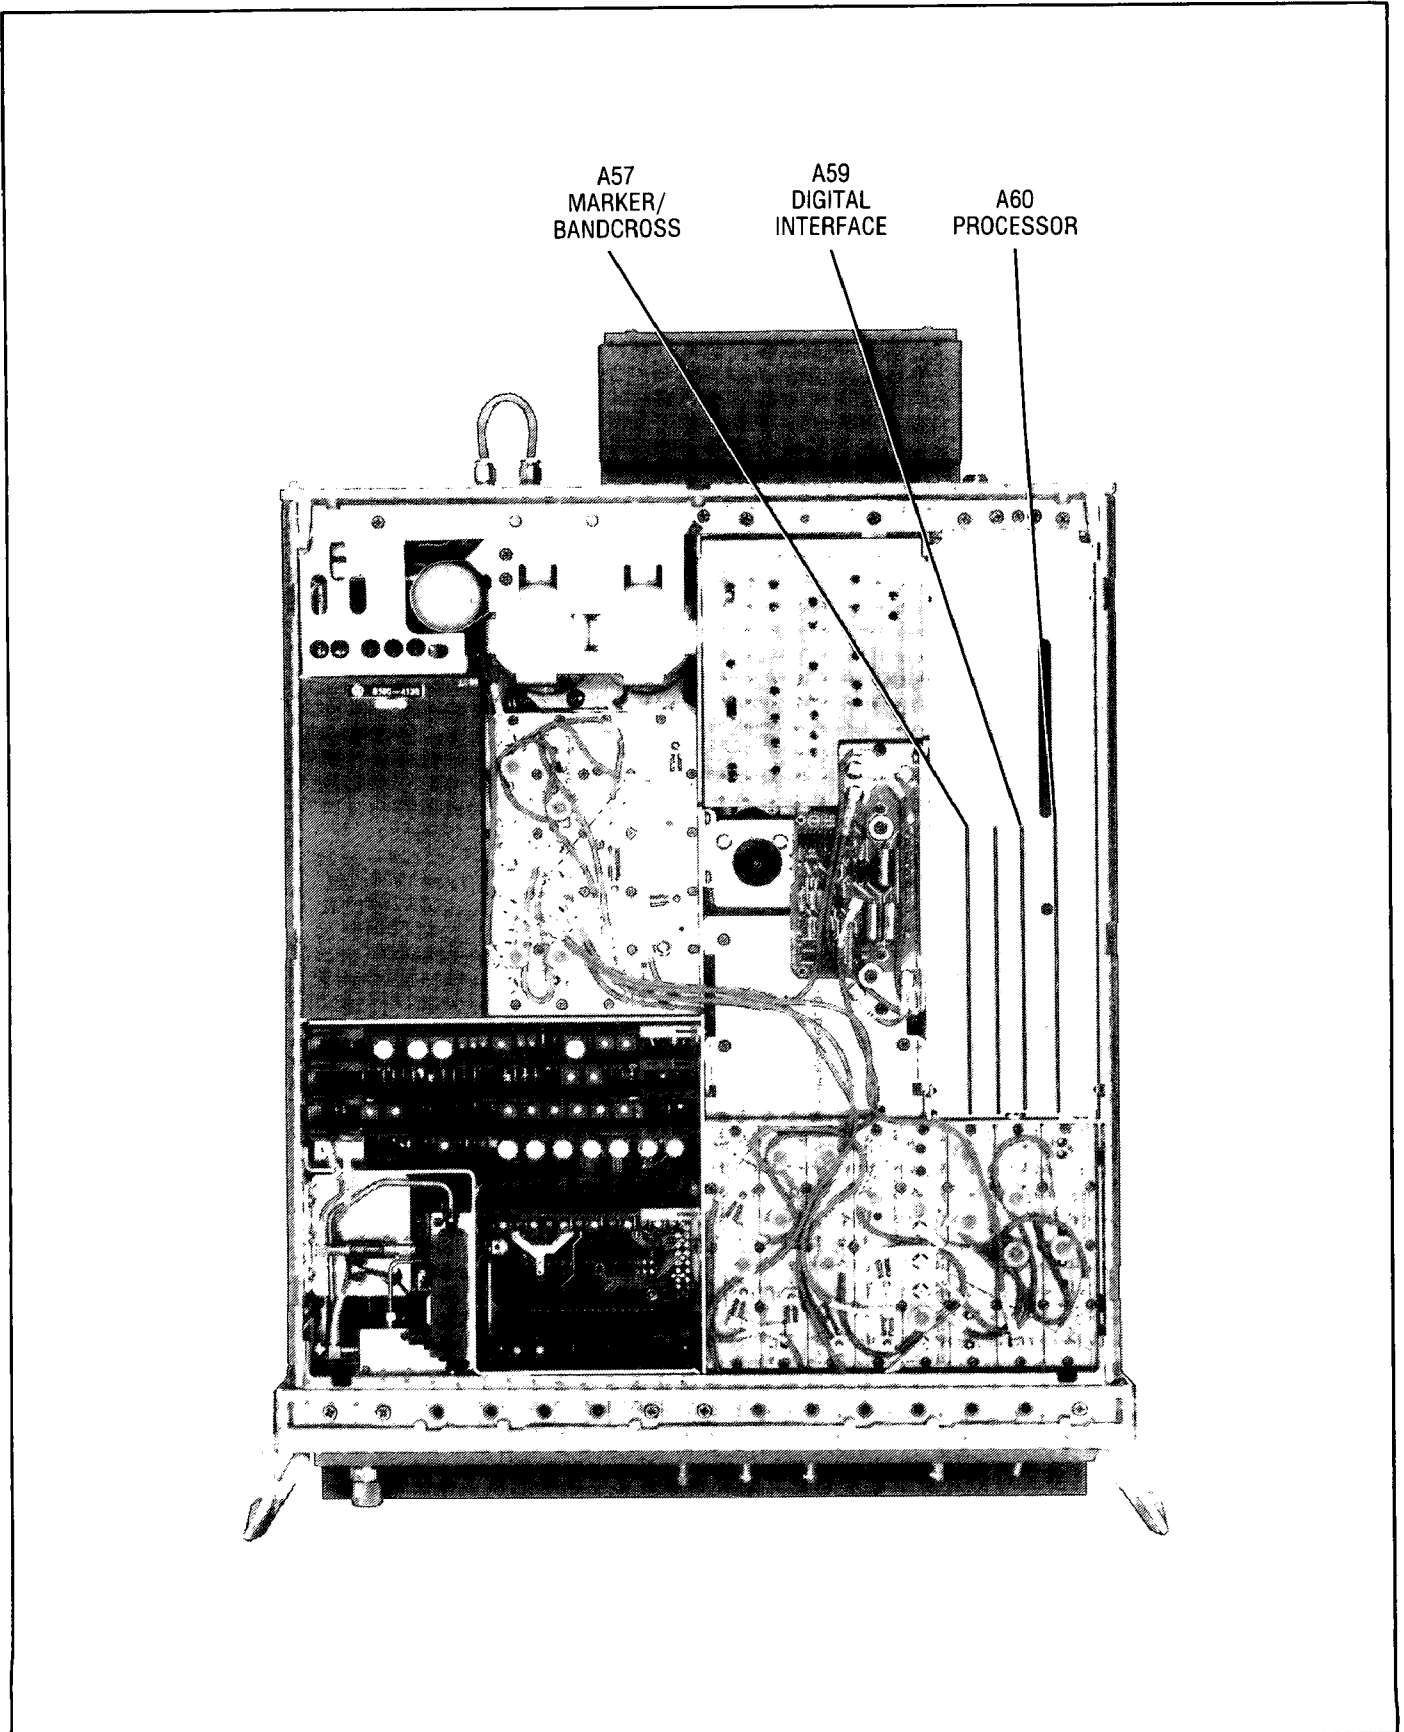 A57
MARKER/
BANDCROSS
A59
DIGITAL
INTERFACE
A60
PROCESSOR